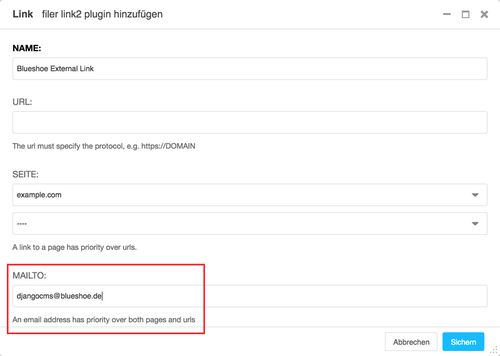 Link filer link2 plugin hinzufügen
NAME:
Blueshoe External Link
URL:
The url must specify the protocol, e.g. https://DOMAIN
SEITE:
example.com
----
A link to a page has priority over urls.
MAILTO:
djangocms@blueshoe.de
An email address has priority over both pages and urls
Abbrechen Sichern